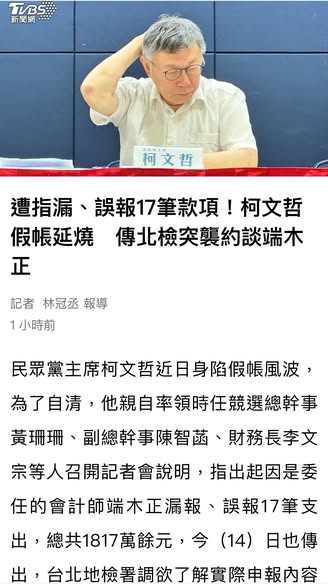 TVBS
新聞網
柯文哲
遭指漏、誤報17筆款項！柯文哲
假帳延燒　傳北檢突襲約談端木
正
記者 林冠丞 報導
1 小時前
民眾黨主席柯文哲近日身陷假帳風波，
為了自清，他親自率領時任競選總幹事
黃珊珊、副總幹事陳智菡、財務長李文
宗等人召開記者會說明，指出起因是委
任的會計師端木正漏報、誤報17筆支
出，總共1817萬餘元，今（14）日也傳
出，台北地檢署調欲了解實際申報內容